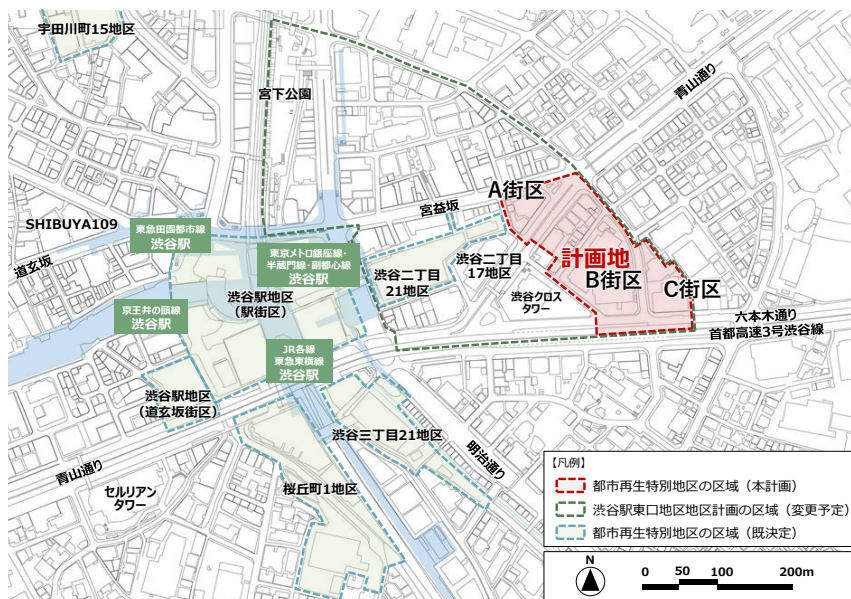 宇田川町15地区
青山通り
宮下公園
A街区
宮益坂
SHIBUYA109
東急田園都市線
渋谷駅
道玄坂
東京メトロ銀座線・
半蔵門線・副都心線
渋谷駅
渋谷二丁目
21地区
渋谷二丁目
17地区
計画地
B街区
C街区
渋谷クロス
タワー
渋谷駅地区
(駅街区)
京王井の頭線
渋谷駅
六本木通り
首都高速3号渋谷線
JR各線
東急東横線
渋谷駅
渋谷駅地区
(道玄坂街区)
渋谷三丁目21地区
明治通り
青山通り
セルリアン
タワー
桜丘町1地区
【凡例】
都市再生特別地区の区域(本計画)
渋谷駅東口地区地区計画の区域(変更予定)
都市再生特別地区の区域(既決定)
N
0 50 100 200m